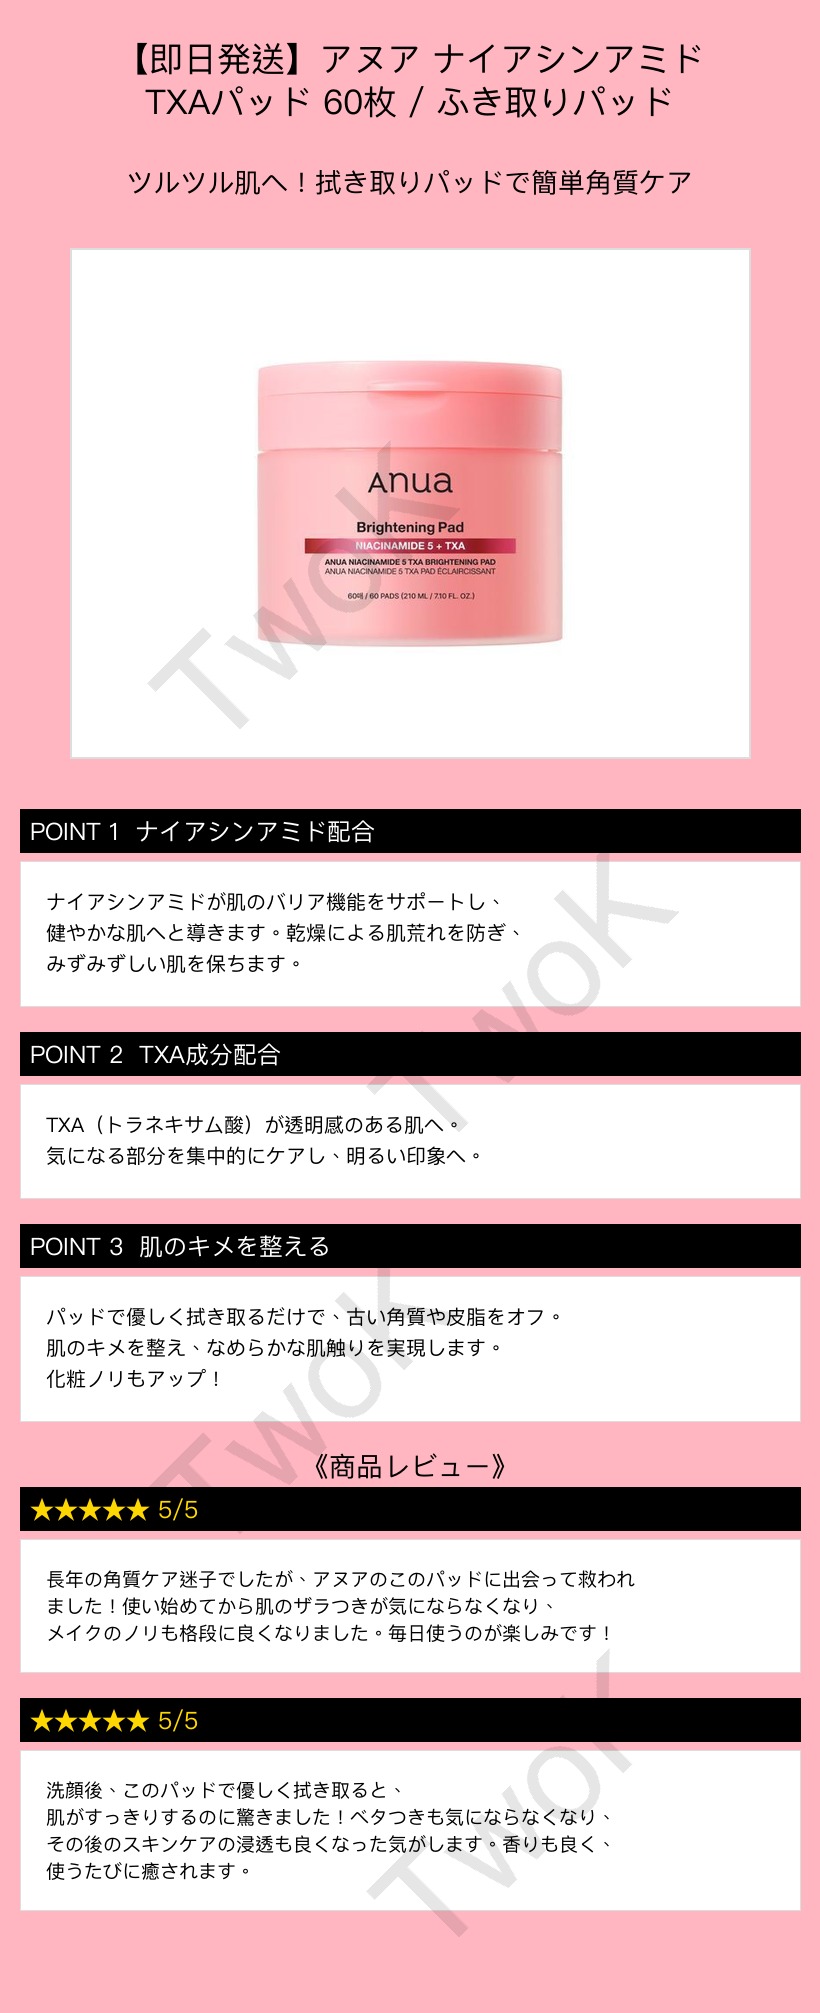 【即日発送】アヌア ナイアシンアミド
TXAパッド 60枚 / ふき取りパッド
ツルツル肌へ！拭き取りパッドで簡単角質ケア
Anua
Brightening Pad
NIACINAMIDE 5 + TXA
ANUA NIACINAMIDE 5 TXA BRIGHTENING PAD
ANUA NIACINAMIDE 5 TXA PAD ÉCLAIRCISSANT
60매 / 60 PADS (210 ML / 7.10 FL. OZ.)
TwoK
POINT 1 ナイアシンアミド配合
ナイアシンアミドが肌のバリア機能をサポートし、
健やかな肌へと導きます。乾燥による肌荒れを防ぎ、
みずみずしい肌を保ちます。
TwoK
POINT 2 TXA成分配合
TXA（トラネキサム酸）が透明感のある肌へ。
気になる部分を集中的にケアし、明るい印象へ。
POINT 3 肌のキメを整える
パッドで優しく拭き取るだけで、古い角質や皮脂をオフ。
肌のキメを整え、なめらかな肌触りを実現します。
化粧ノリもアップ！
TwoK
《商品レビュー》
★★★★★ 5/5
長年の角質ケア迷子でしたが、アヌアのこのパッドに出会って救われ
ました！使い始めてから肌のザラつきが気にならなくなり、
メイクのノリも格段に良くなりました。毎日使うのが楽しみです！
★★★★★ 5/5
洗顔後、このパッドで優しく拭き取ると、
肌がすっきりするのに驚きました！ベタつきも気にならなくなり、
その後のスキンケアの浸透も良くなった気がします。香りも良く、
使うたびに癒されます。
TwoK